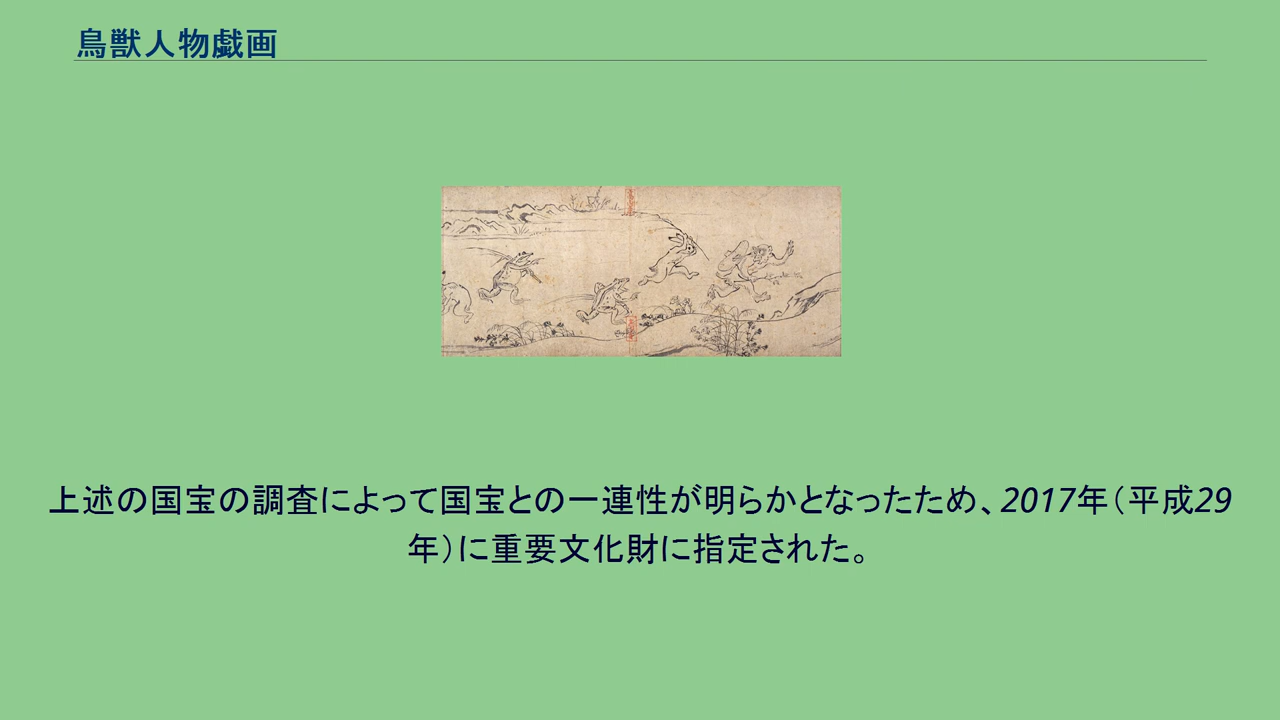 鳥獣人物戯画
上述の国宝の調査によって国宝との一連性が明らかとなったため、2017年（平成29
年）に重要文化財に指定された。